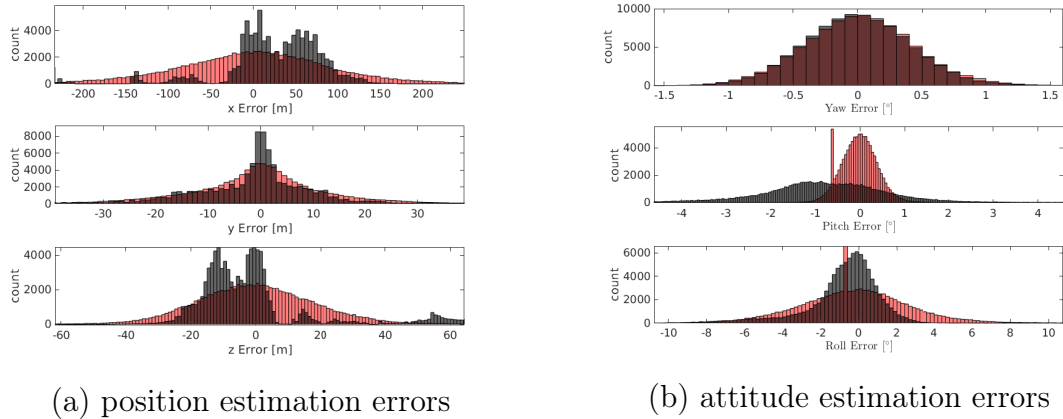 count
4000
2000
0
-200 -150 -100 -50 0 50 100 150 200
x Error [m]
count
8000
6000
4000
2000
0
-30 -20 -10 0 10 20 30
y Error [m]
count
4000
2000
0
-60 -40 -20 0 20 40 60
z Error [m]
(a) position estimation errors
count
10000
5000
0
-1.5 -1 -0.5 0 0.5 1 1.5
Yaw Error [°]
count
4000
2000
0
-4 -3 -2 -1 0 1 2 3 4
Pitch Error [°]
count
6000
4000
2000
0
-10 -8 -6 -4 -2 0 2 4 6 8 10
Roll Error [°]
(b) attitude estimation errors